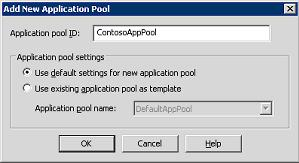 Add New Application Pool
Application pool ID: ContosoAppPool
Application pool settings
Use default settings for new application pool
Use existing application pool as template
Application pool name: DefaultAppPool
OK Cancel Help